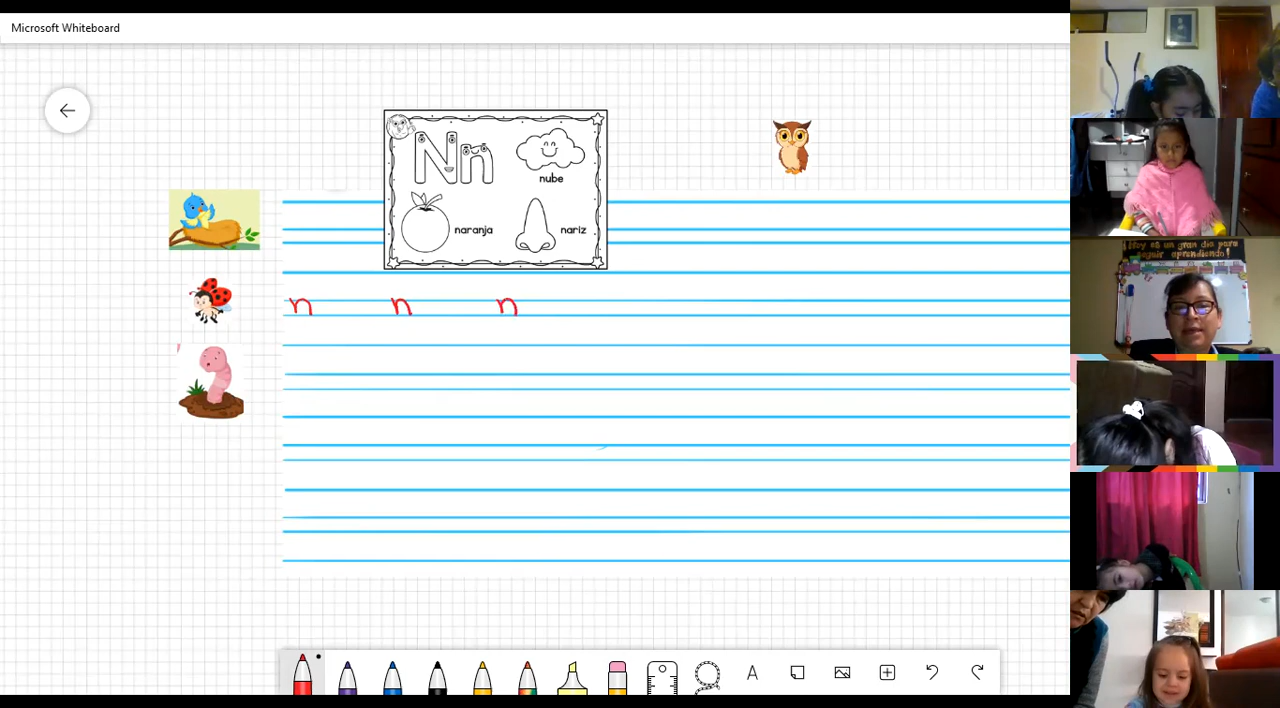 Microsoft Whiteboard
Nn
nube
naranja
nariz
n n n
A
¡Hoy es un gran día para
seguir aprendiendo!